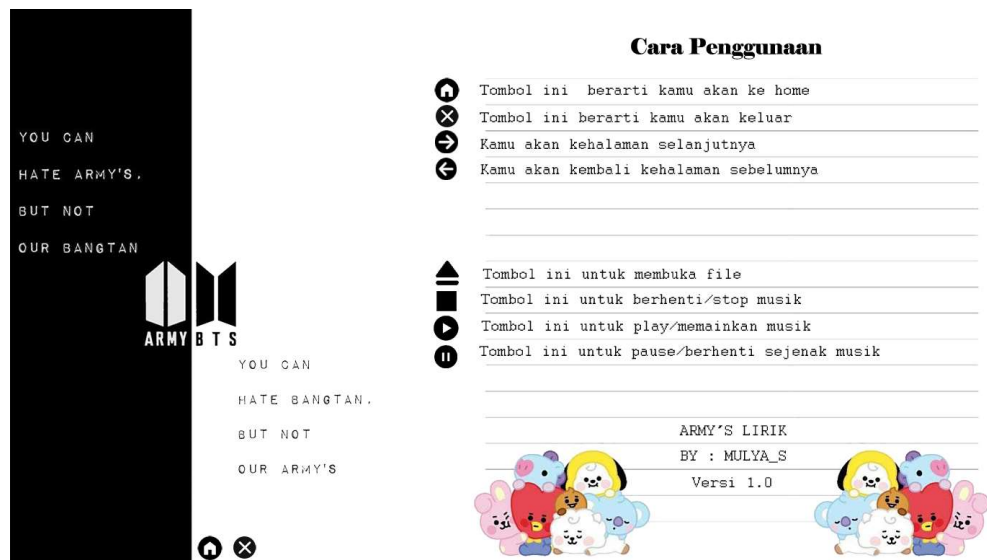 YOU CAN
HATE ARMY'S,
BUT NOT
OUR BANGTAN
ARMY BTS
YOU CAN
HATE BANGTAN,
BUT NOT
OUR ARMY'S
Cara Penggunaan
Tombol ini berarti kamu akan ke home
Tombol ini berarti kamu akan keluar
Kamu akan kehalaman selanjutnya
Kamu akan kembali kehalaman sebelumnya
Tombol ini untuk membuka file
Tombol ini untuk berhenti/stop musik
Tombol ini untuk play/memainkan musik
Tombol ini untuk pause/berhenti sejenak musik
ARMY'S LIRIK
BY : MULYA_S
Versi 1.0